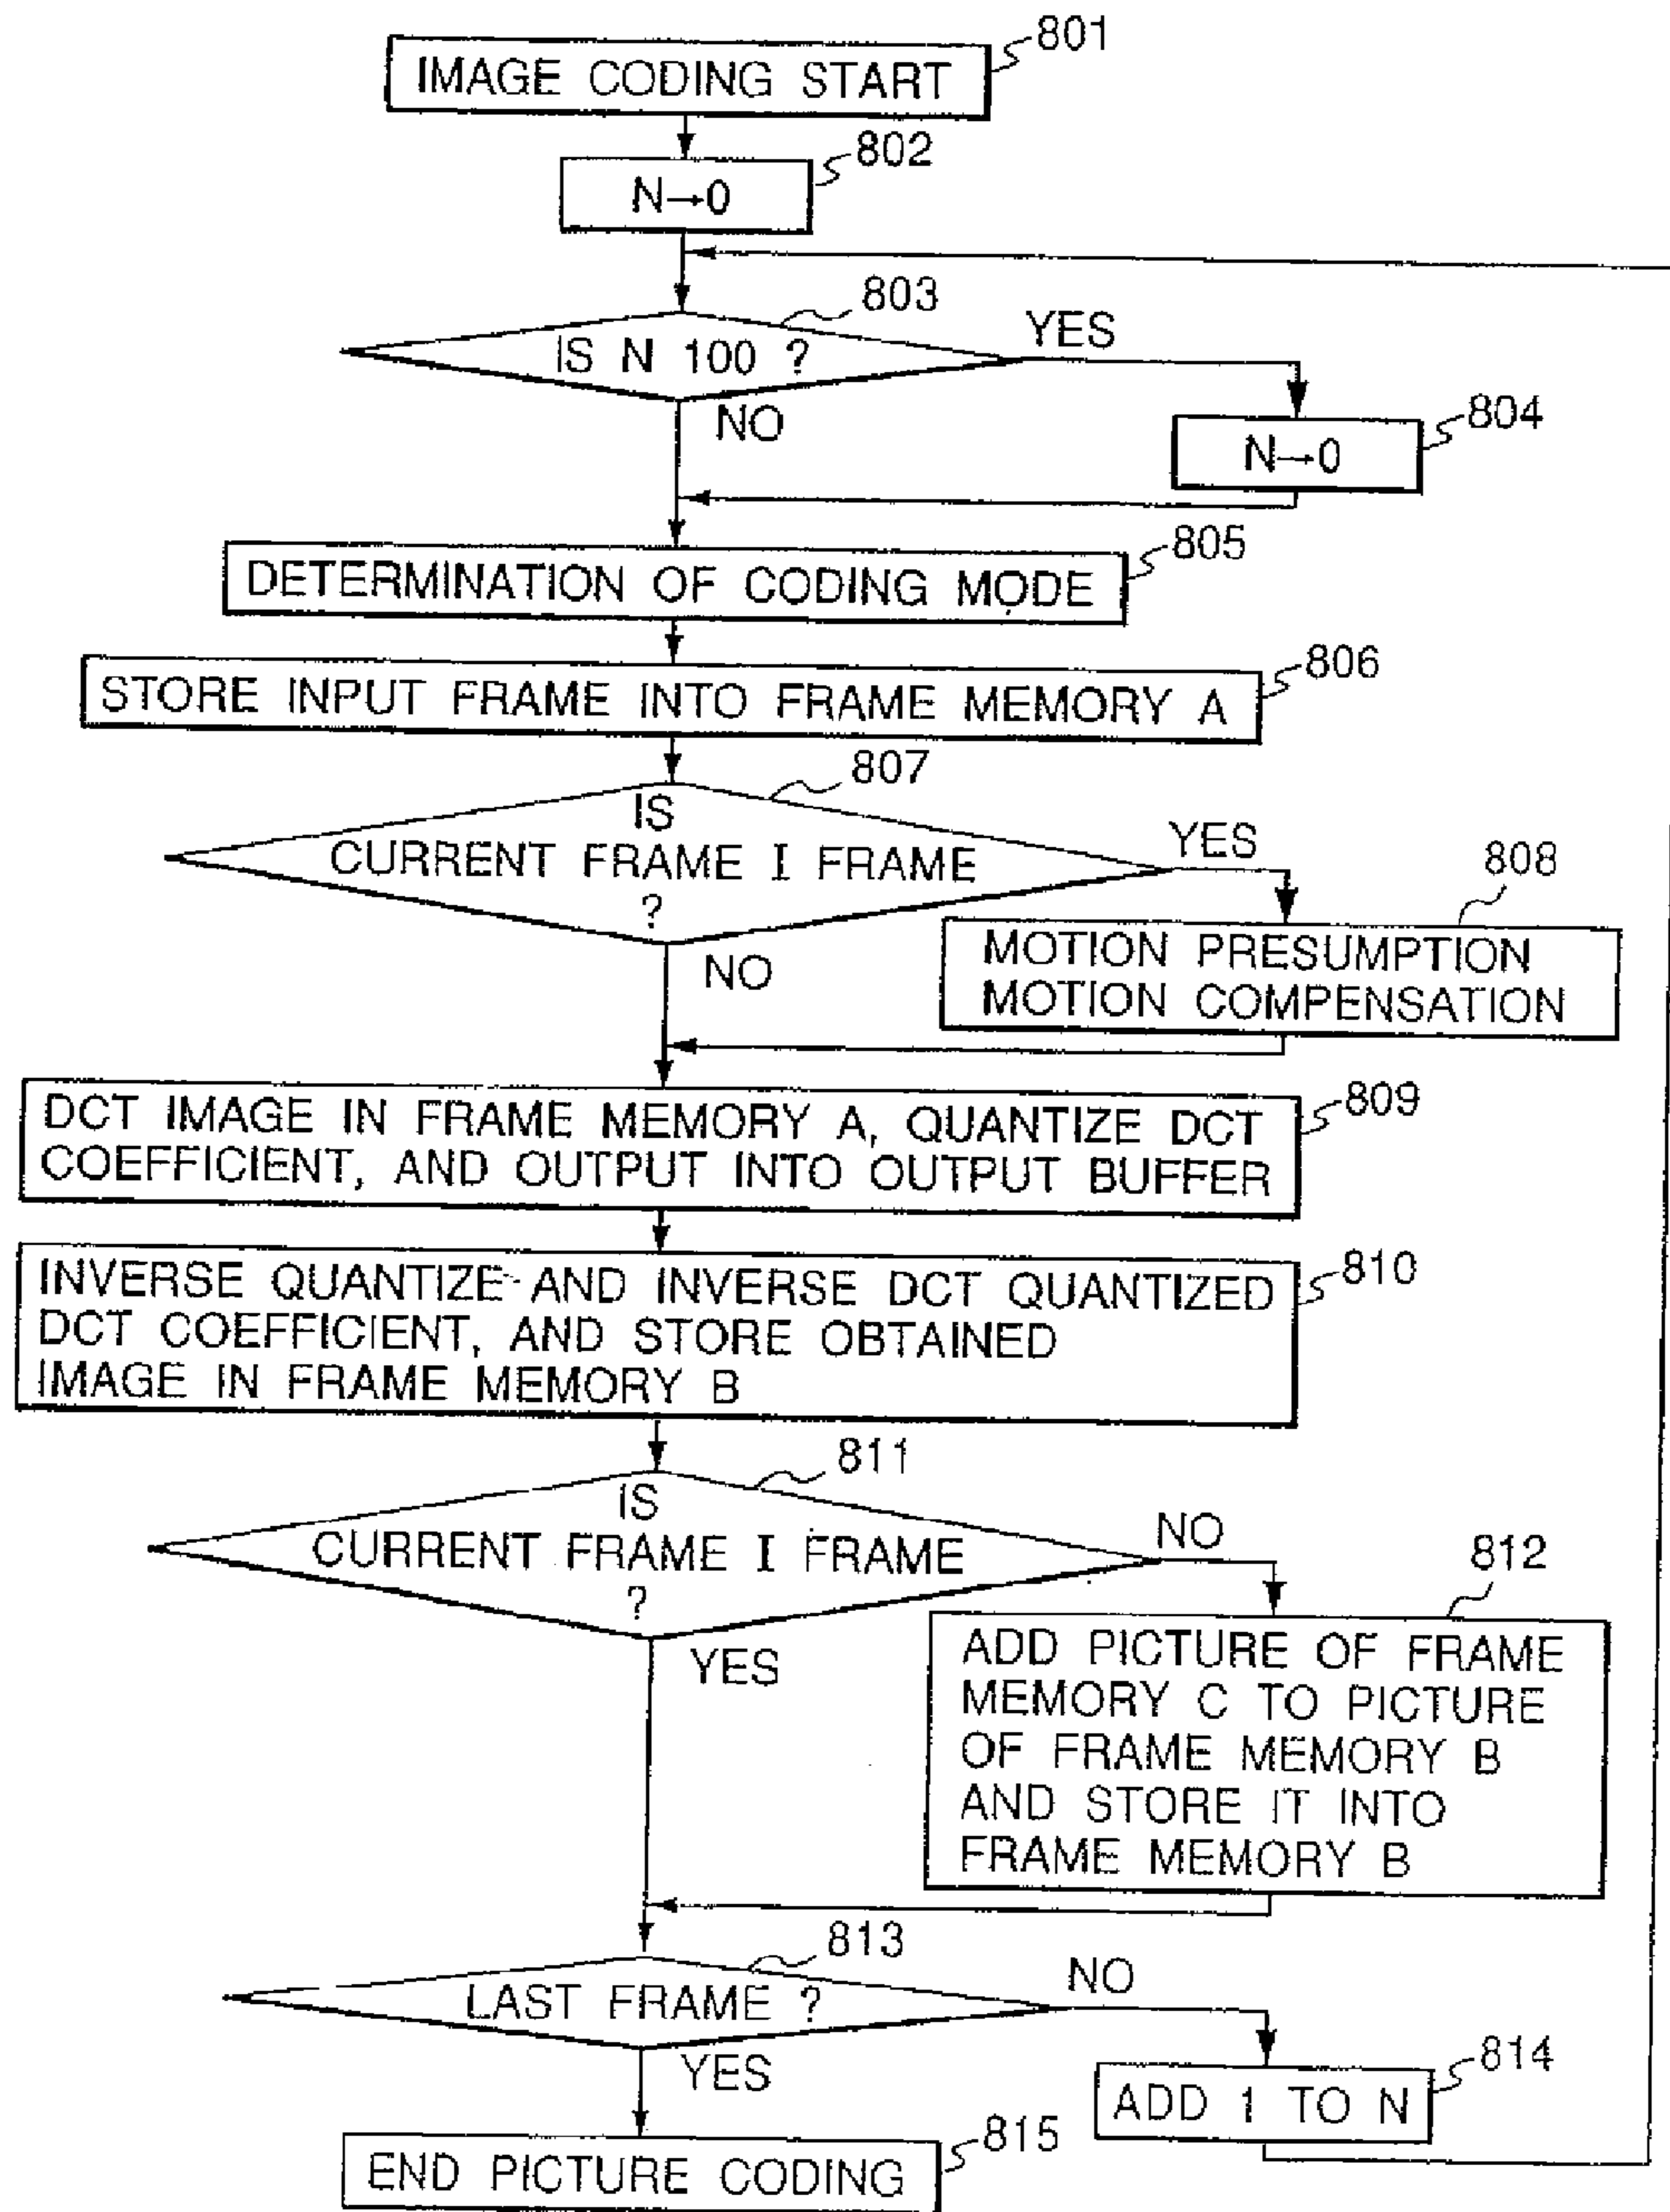 801
IMAGE CODING START
802
N→0
803
IS N 100 ?
YES
NO
804
N→0
805
DETERMINATION OF CODING MODE
806
STORE INPUT FRAME INTO FRAME MEMORY A
807
IS
CURRENT FRAME I FRAME
?
YES
NO
808
MOTION PRESUMPTION
MOTION COMPENSATION
809
DCT IMAGE IN FRAME MEMORY A, QUANTIZE DCT
COEFFICIENT, AND OUTPUT INTO OUTPUT BUFFER
810
INVERSE QUANTIZE AND INVERSE DCT QUANTIZED
DCT COEFFICIENT, AND STORE OBTAINED
IMAGE IN FRAME MEMORY B
811
IS
CURRENT FRAME I FRAME
?
NO
YES
812
ADD PICTURE OF FRAME
MEMORY C TO PICTURE
OF FRAME MEMORY B
AND STORE IT INTO
FRAME MEMORY B
813
LAST FRAME ?
NO
YES
814
ADD 1 TO N
815
END PICTURE CODING